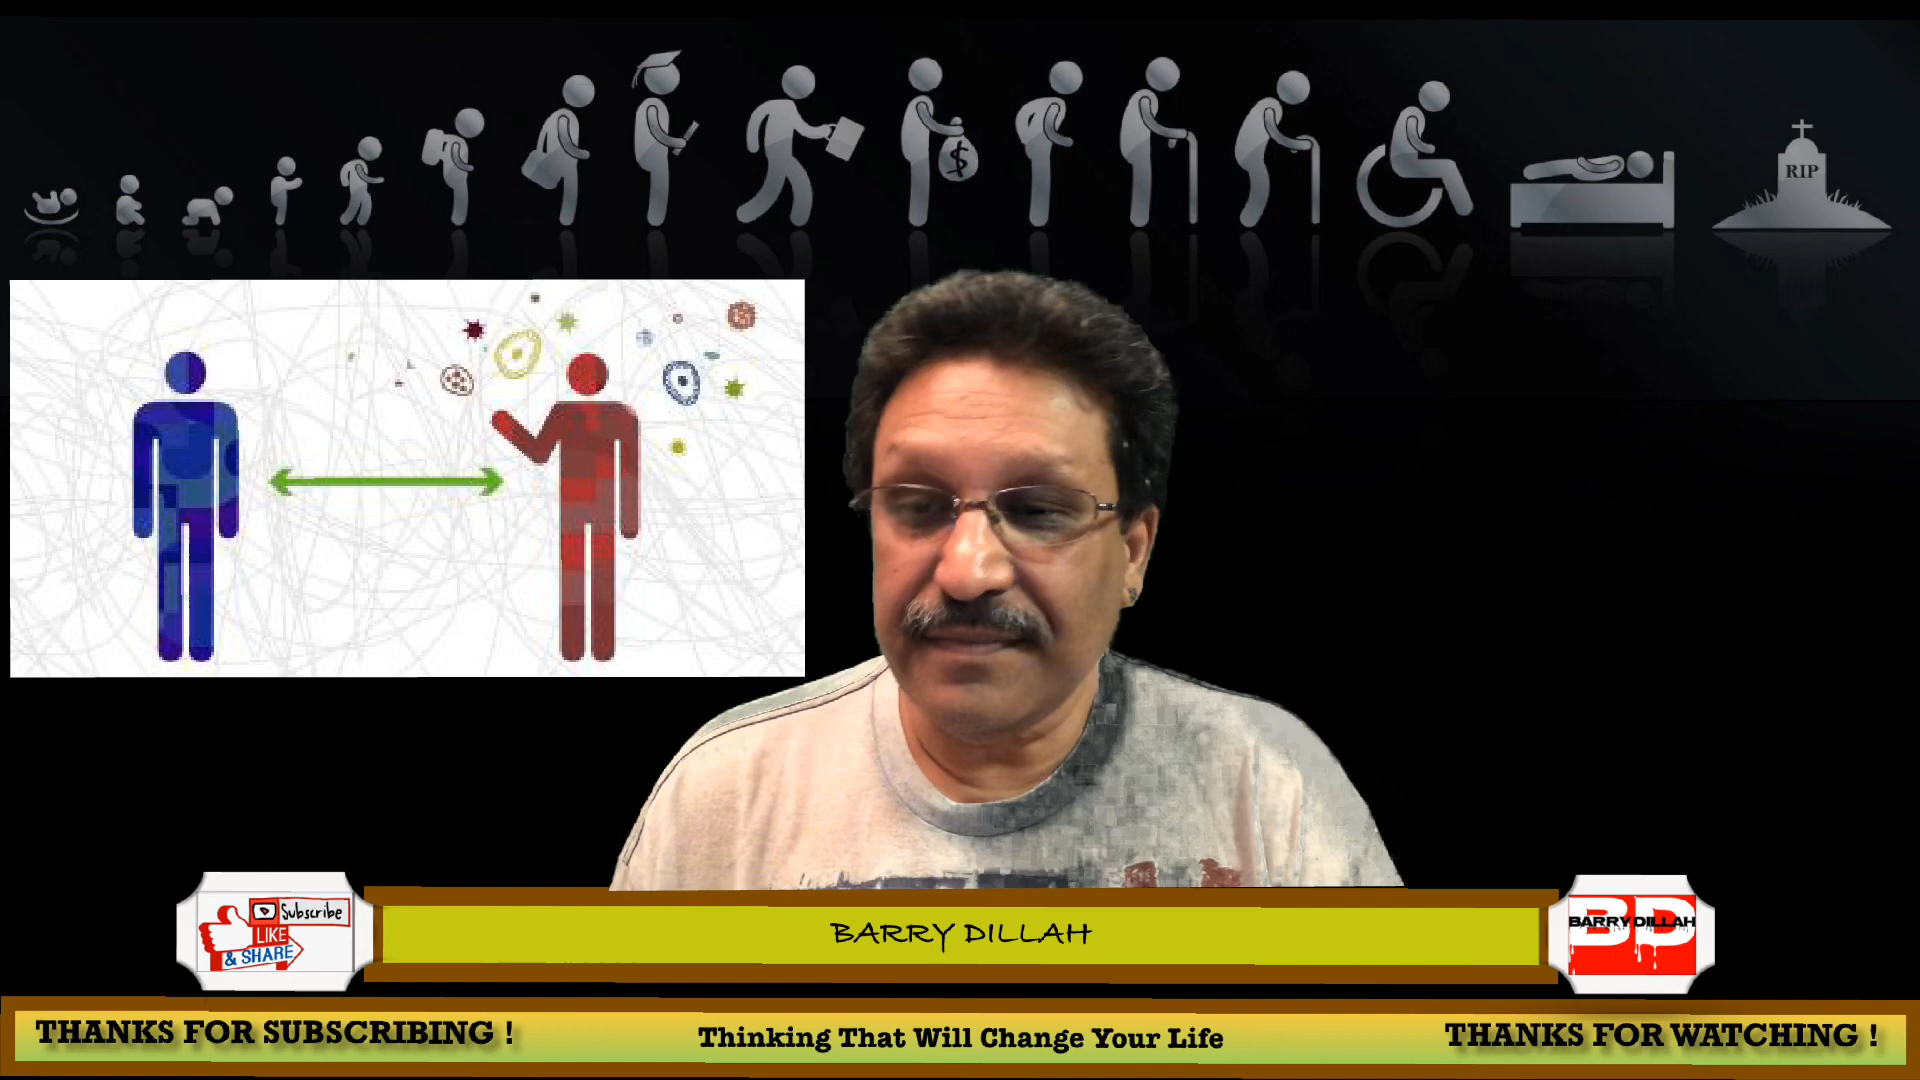 RIP
$
Subscribe
LIKE
& SHARE
BARRY DILLAH
BD
BARRY DILLAH
THANKS FOR SUBSCRIBING !
Thinking That Will Change Your Life
THANKS FOR WATCHING !